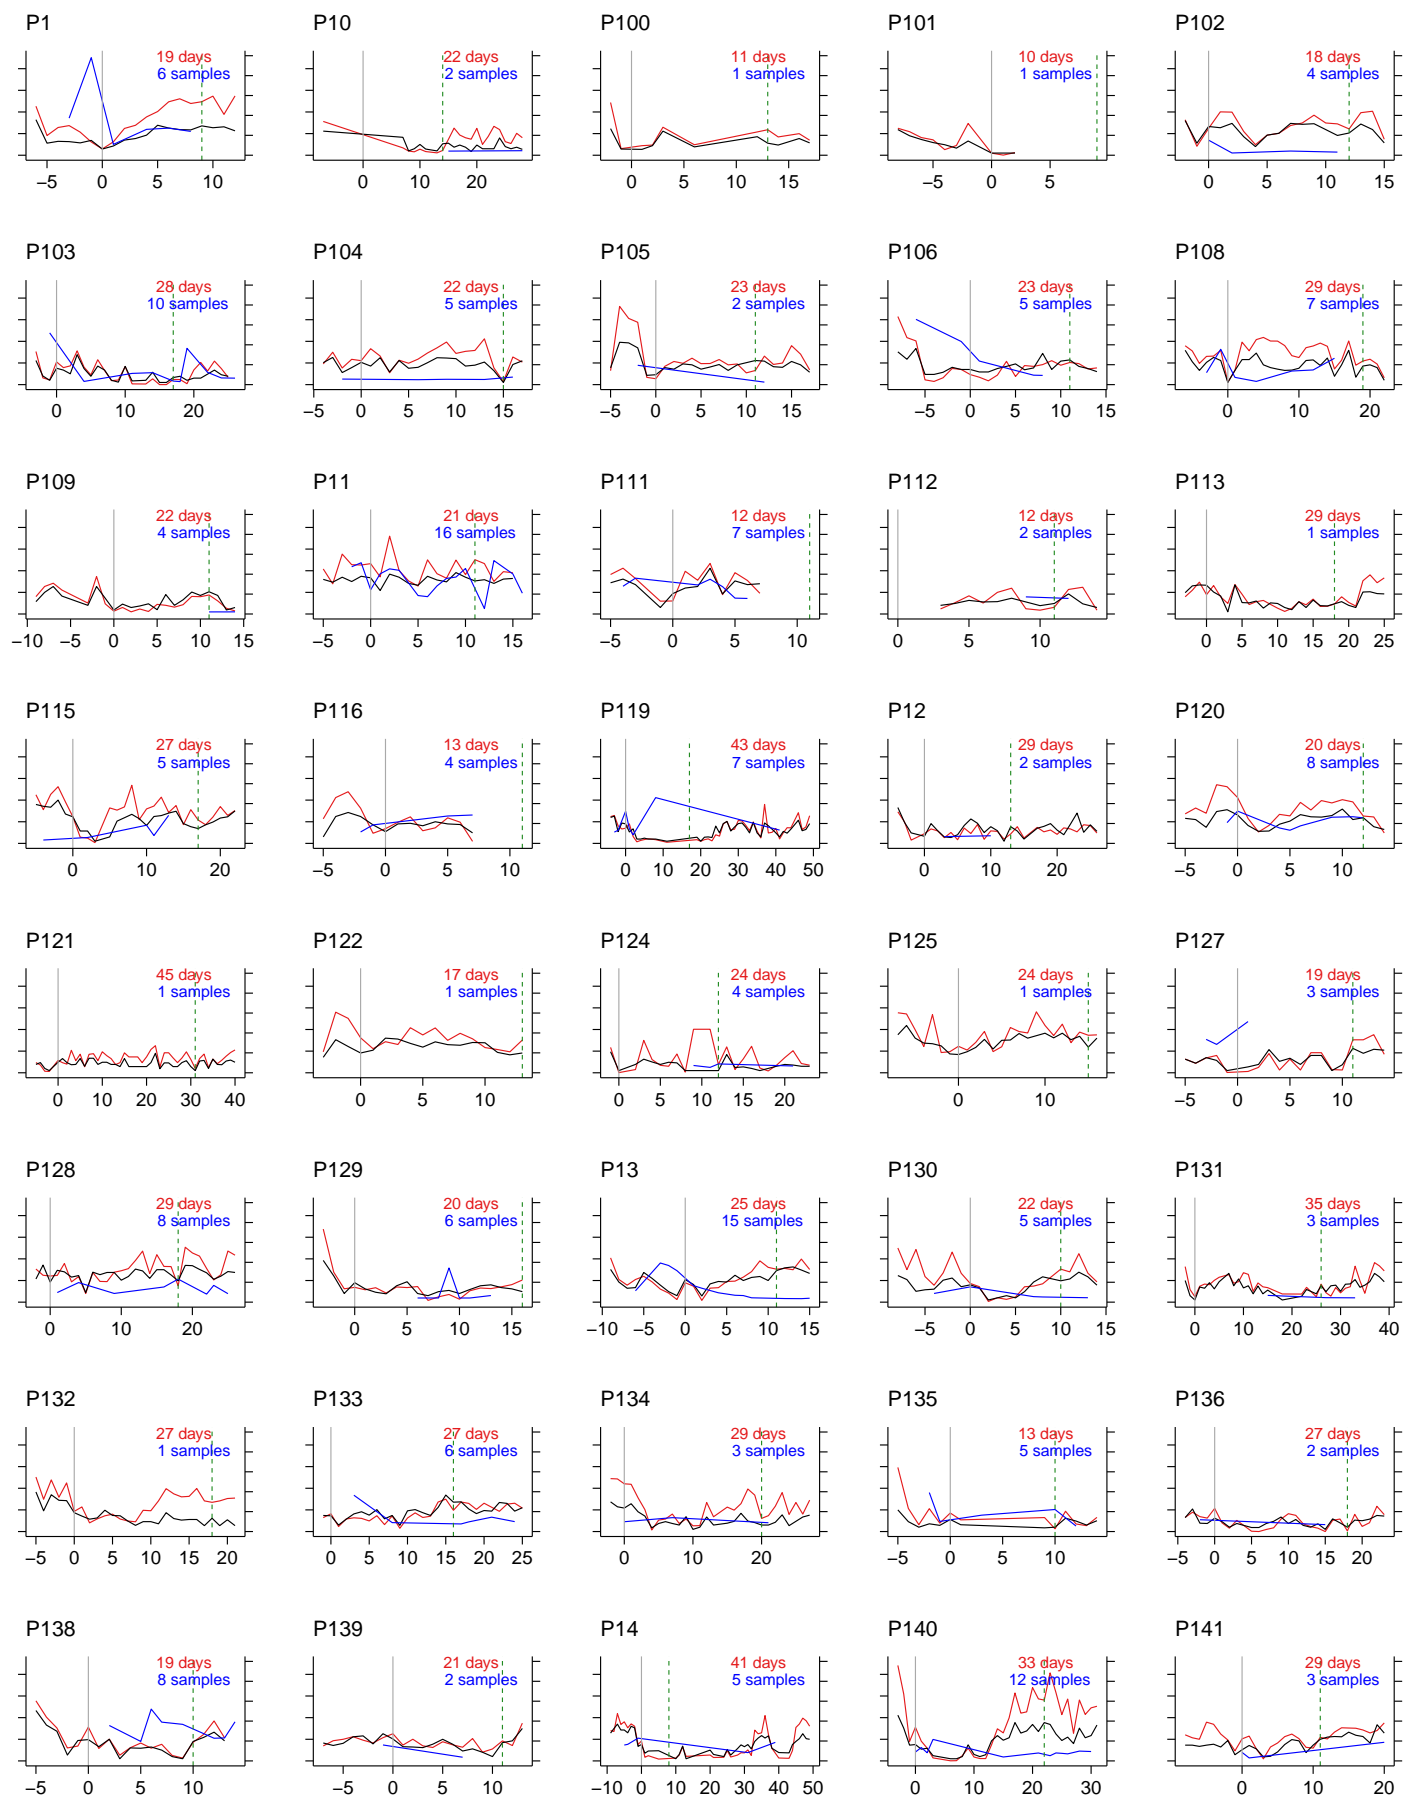 P1 P10 P100 P101 P102
19 days 22 days 11 days 10 days 18 days
6 samples 2 samples 1 samples 1 samples 4 samples
−5 0 5 10 0 10 20 0 5 10 15 −5 0 5 0 5 10 15
P103 P104 P105 P106 P108
28 days 22 days 23 days 23 days 29 days
10 samples 5 samples 2 samples 5 samples 7 samples
0 10 20 −5 0 5 10 15 −5 0 5 10 15 −5 0 5 10 15 0 10 20
P109 P11 P111 P112 P113
22 days 21 days 12 days 12 days 29 days
4 samples 16 samples 7 samples 2 samples 1 samples
−10 −5 0 5 10 15 −5 0 5 10 15 −5 0 5 10 0 10 0 5 10 15 20 25
P115 P116 P119 P12 P120
27 days 13 days 43 days 29 days 20 days
5 samples 4 samples 7 samples 2 samples 8 samples
0 10 20 −5 0 5 10 0 10 20 30 40 50 0 10 20 −5 0 5 10
P121 P122 P124 P125 P127
45 days 17 days 24 days 24 days 19 days
1 samples 1 samples 4 samples 1 samples 3 samples
0 10 20 30 40 0 5 10 0 5 10 15 20 0 10 −5 0 5 10
P128 P129 P13 P130 P131
29 days 20 days 25 days 22 days 35 days
8 samples 6 samples 15 samples 5 samples 3 samples
0 10 20 0 5 10 15 −10 −5 0 5 10 15 −5 0 5 10 15 0 10 20 30 40
P132 P133 P134 P135 P136
27 days 27 days 29 days 13 days 27 days
1 samples 6 samples 3 samples 5 samples 2 samples
−5 0 5 10 15 20 0 5 10 15 20 25 0 20 −5 0 5 10 −5 0 5 10 15 20
P138 P139 P14 P140 P141
19 days 21 days 41 days 33 days 29 days
8 samples 2 samples 5 samples 12 samples 3 samples
−5 0 5 10 −5 0 5 10 −10 0 10 20 30 40 50 0 10 20 30 0 10 20